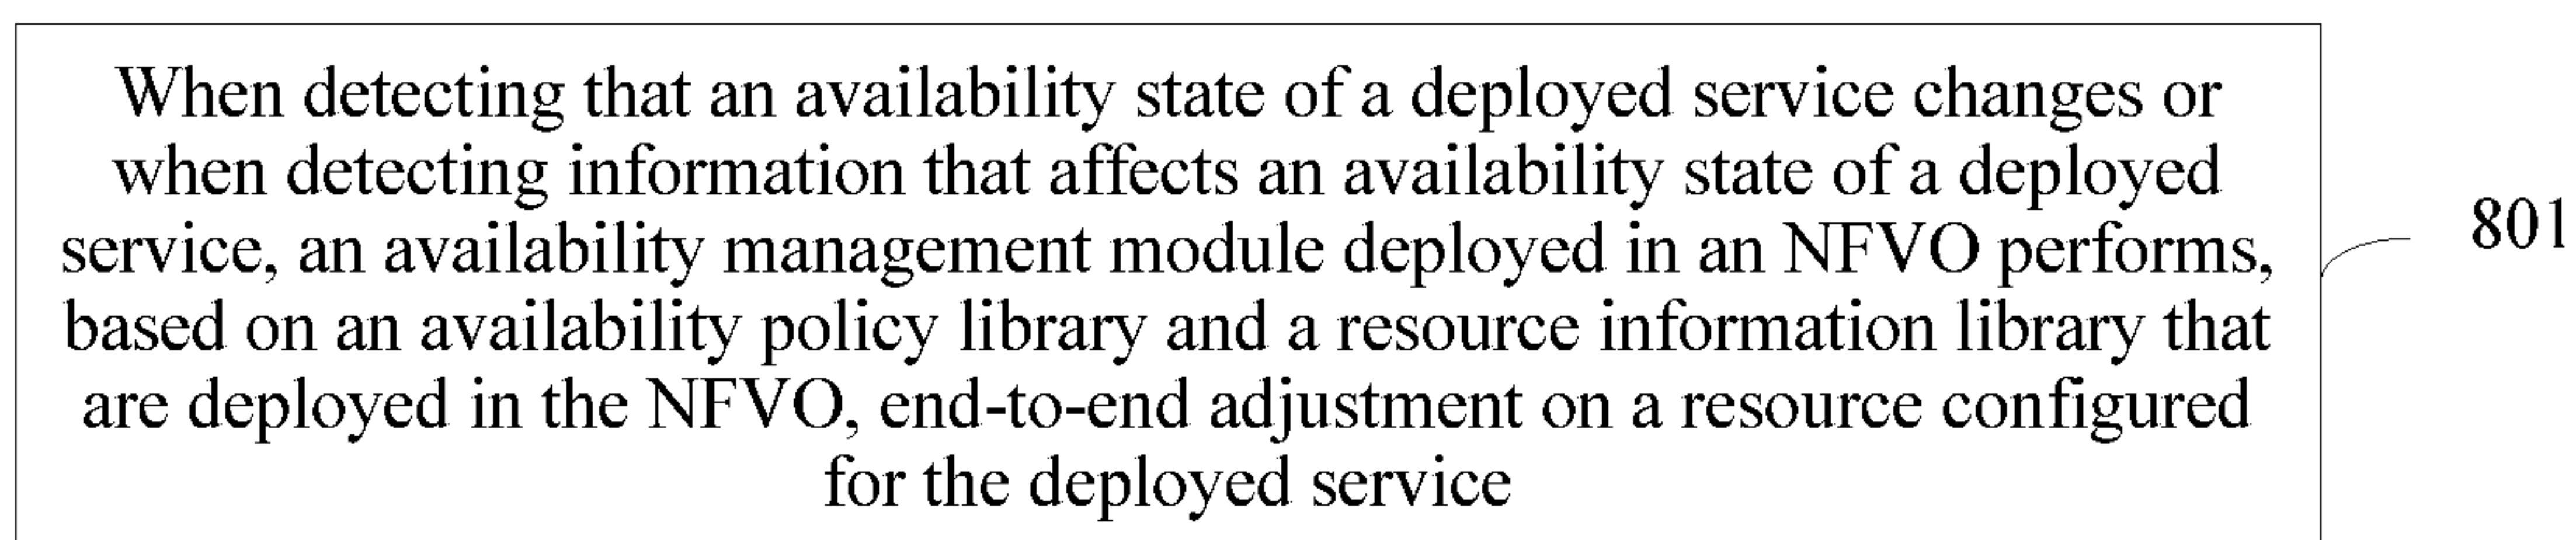 When detecting that an availability state of a deployed service changes or
when detecting information that affects an availability state of a deployed
service, an availability management module deployed in an NFVO performs,
based on an availability policy library and a resource information library that
are deployed in the NFVO, end-to-end adjustment on a resource configured
for the deployed service
801